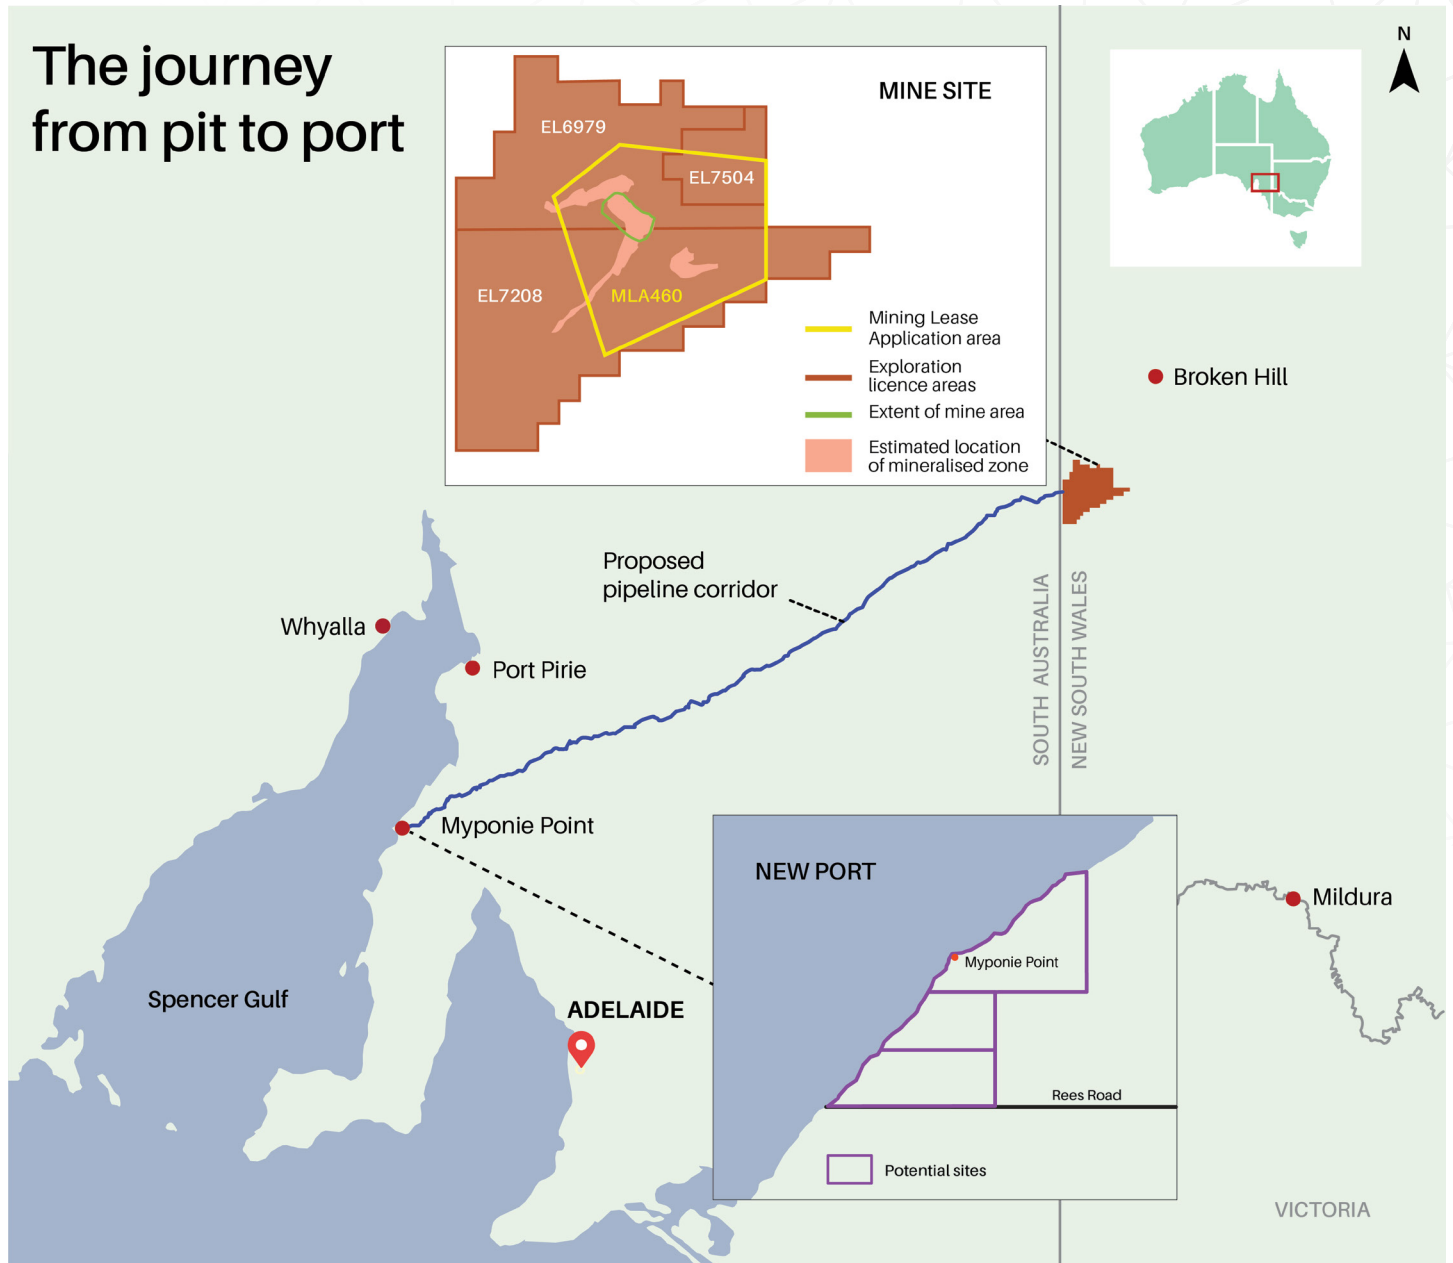 The journey
from pit to port
N
MINE SITE
EL6979
EL7504
EL7208
MLA460
Mining Lease
Application area
Exploration
licence areas
Extent of mine area
Estimated location
of mineralised zone
Broken Hill
Proposed
pipeline corridor
SOUTH AUSTRALIA
NEW SOUTH WALES
Whyalla
Port Pirie
Myponie Point
NEW PORT
Myponie Point
Rees Road
Potential sites
Mildura
Spencer Gulf
ADELAIDE
VICTORIA